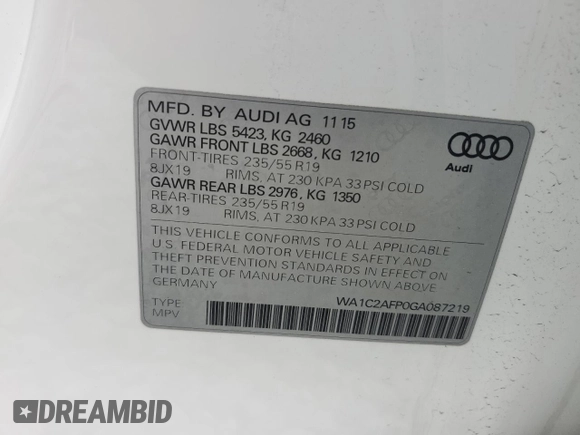 MFD. BY AUDI AG 11 15
GVWR LBS 5423, KG 2460
GAWR FRONT LBS 2668, KG 1210
FRONT-TIRES 235/55 R19
8JX19 RIMS, AT 230 KPA 33 PSI COLD
GAWR REAR LBS 2976, KG 1350
REAR-TIRES 235/55 R19
8JX19 RIMS, AT 230 KPA 33 PSI COLD
Audi
THIS VEHICLE CONFORMS TO ALL APPLICABLE
U.S. FEDERAL MOTOR VEHICLE SAFETY AND
THEFT PREVENTION STANDARDS IN EFFECT ON
THE DATE OF MANUFACTURE SHOWN ABOVE
GERMANY
WA1C2AFP0GA087219
TYPE:
MPV
DREAMBID